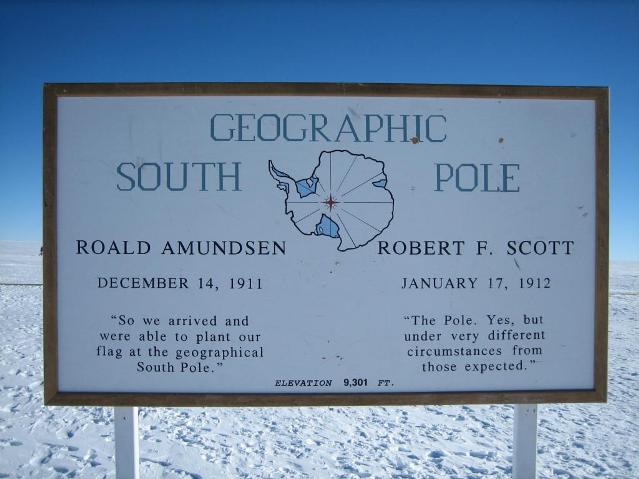 GEOGRAPHIC
SOUTH POLE
ROALD AMUNDSEN
DECEMBER 14, 1911
“So we arrived and
were able to plant our
flag at the geographical
South Pole.”
ROBERT F. SCOTT
JANUARY 17, 1912
“The Pole. Yes, but
under very different
circumstances from
those expected.”
ELEVATION 9,301 FT.